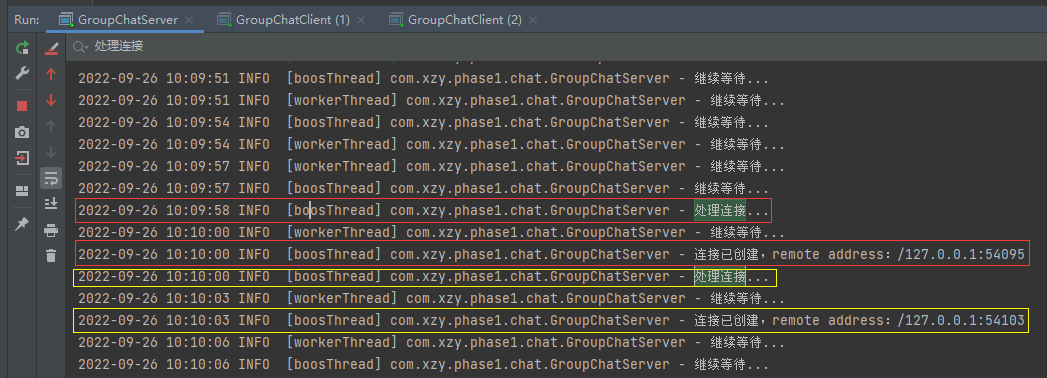 Run: GroupChatServer × GroupChatClient (1) × GroupChatClient (2) ×
处理连接
2022-09-26 10:09:51 INFO [boosThread] com.xzy.phase1.chat.GroupChatServer - 继续等待...
2022-09-26 10:09:51 INFO [workerThread] com.xzy.phase1.chat.GroupChatServer - 继续等待...
2022-09-26 10:09:54 INFO [boosThread] com.xzy.phase1.chat.GroupChatServer - 继续等待...
2022-09-26 10:09:54 INFO [workerThread] com.xzy.phase1.chat.GroupChatServer - 继续等待...
2022-09-26 10:09:57 INFO [workerThread] com.xzy.phase1.chat.GroupChatServer - 继续等待...
2022-09-26 10:09:57 INFO [boosThread] com.xzy.phase1.chat.GroupChatServer - 继续等待...
2022-09-26 10:09:58 INFO [boosThread] com.xzy.phase1.chat.GroupChatServer - 处理连接...
2022-09-26 10:10:00 INFO [workerThread] com.xzy.phase1.chat.GroupChatServer - 继续等待...
2022-09-26 10:10:00 INFO [boosThread] com.xzy.phase1.chat.GroupChatServer - 连接已创建，remote address：/127.0.0.1:54095
2022-09-26 10:10:00 INFO [boosThread] com.xzy.phase1.chat.GroupChatServer - 处理连接...
2022-09-26 10:10:03 INFO [workerThread] com.xzy.phase1.chat.GroupChatServer - 继续等待...
2022-09-26 10:10:03 INFO [boosThread] com.xzy.phase1.chat.GroupChatServer - 连接已创建，remote address：/127.0.0.1:54103
2022-09-26 10:10:06 INFO [workerThread] com.xzy.phase1.chat.GroupChatServer - 继续等待...
2022-09-26 10:10:06 INFO [boosThread] com.xzy.phase1.chat.GroupChatServer - 继续等待...